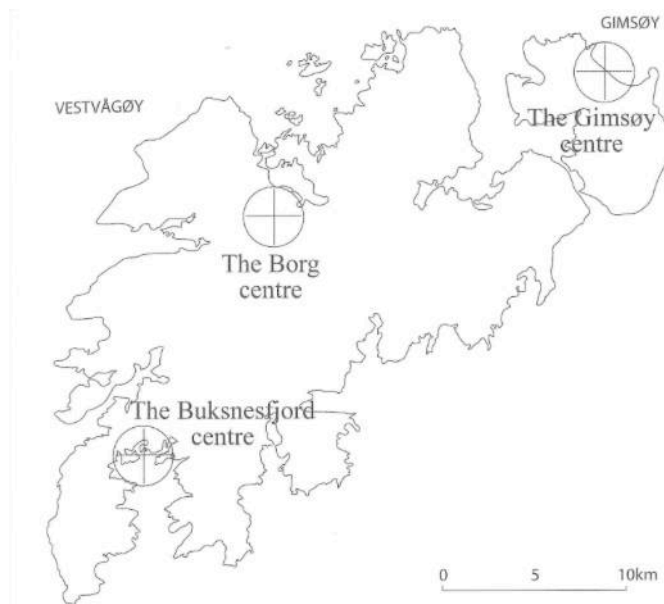 GIMSØY
VESTVÅGØY
The Gimsøy
centre
The Borg
centre
The Buksnesfjord
centre
0 5 10km